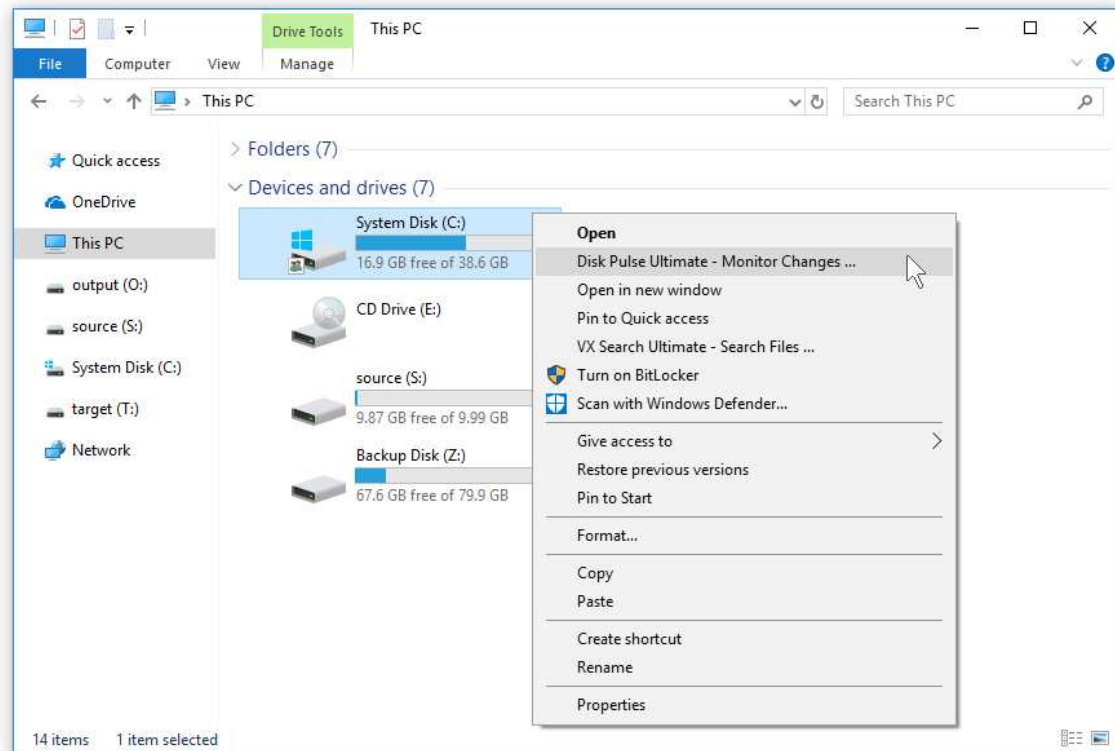 Drive Tools
This PC
File
Computer
View
Manage
This PC
Search This PC
Quick access
OneDrive
This PC
output (O:)
source (S:)
System Disk (C:)
target (T:)
Network
Folders (7)
Devices and drives (7)
System Disk (C:)
16.9 GB free of 38.6 GB
CD Drive (E:)
source (S:)
9.87 GB free of 9.99 GB
Backup Disk (Z:)
67.6 GB free of 79.9 GB
Open
Disk Pulse Ultimate - Monitor Changes ...
Open in new window
Pin to Quick access
VX Search Ultimate - Search Files ...
Turn on BitLocker
Scan with Windows Defender...
Give access to
Restore previous versions
Pin to Start
Format...
Copy
Paste
Create shortcut
Rename
Properties
14 items
1 item selected